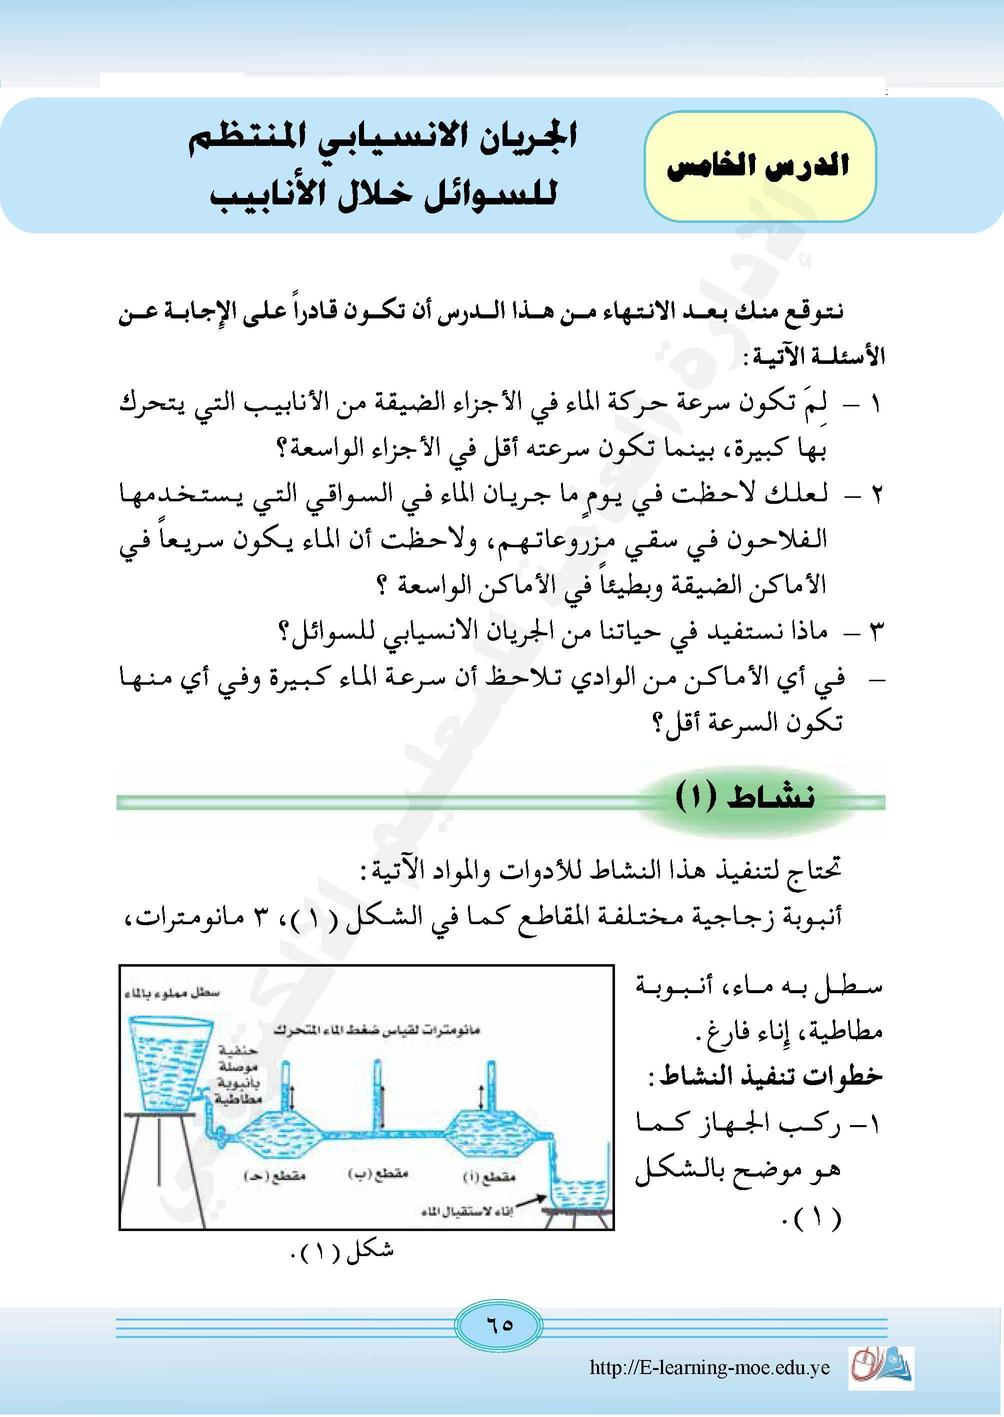 الدرس الخامس
الجريان الانسيابي المنتظم
للسوائل خلال الأنابيب
نتوقع منك بعد الانتهاء من هذا الدرس أن تكون قادراً على الإجابة عن
الأسئلة الآتية:
١ – لِمَ تكون سرعة حركة الماء في الأجزاء الضيقة من الأنابيب التي يتحرك
بها كبيرة، بينما تكون سرعته أقل في الأجزاء الواسعة؟
٢ – لعلك لاحظت في يومٍ ما جريان الماء في السواقي التي يستخدمها
الفلاحون في سقي مزروعاتهم، ولاحظت أن الماء يكون سريعاً في
الأماكن الضيقة وبطيئاً في الأماكن الواسعة ؟
٣ – ماذا نستفيد في حياتنا من الجريان الانسيابي للسوائل؟
– في أي الأماكن من الوادي تلاحظ أن سرعة الماء كبيرة وفي أي منها
تكون السرعة أقل؟
نشاط (١)
تحتاج لتنفيذ هذا النشاط للأدوات والمواد الآتية:
أنبوبة زجاجية مختلفة المقاطع كما في الشكل (١)، ٣ مانومترات،
سطل به ماء، أنبوبة
مطاطية، إناء فارغ.
خطوات تنفيذ النشاط:
١– ركب الجهاز كما
هو موضح بالشكل
(١).
سطل مملوء بالماء
مانومترات لقياس ضغط الماء المتحرك
حنفية
موصلة
بانبوبة
مطاطية
مقطع (أ)
مقطع (ب)
مقطع (حـ)
إناء لاستقبال الماء
شكل (١).
٦٥
http://E-learning-moe.edu.ye
الإدارة العامة للتعليم الالكتروني